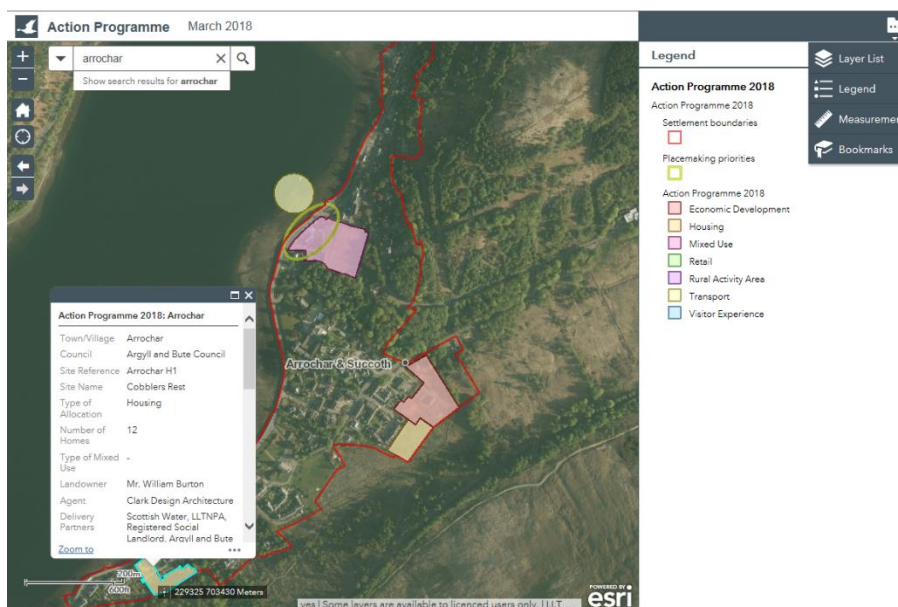 Action Programme March 2018
arrochar
Show search results for arrochar
Arrochar & Succoth
Action Programme 2018: Arrochar
Town/Village Arrochar
Council Argyll and Bute Council
Site Reference Arrochar H1
Site Name Cobblers Rest
Type of Allocation Housing
Number of Homes 12
Type of Mixed Use -
Landowner Mr. William Burton
Agent Clark Design Architecture
Delivery Partners Scottish Water, LLTNPA,
Registered Social
Landlord, Argyll and Bute
Zoom to
200m
600ft
229325 703430 Meters
yes | Some layers are available to licenced users only. | LLT
POWERED BY
esri
Legend
Action Programme 2018
Action Programme 2018
Settlement boundaries
Placemaking priorities
Action Programme 2018
Economic Development
Housing
Mixed Use
Retail
Rural Activity Area
Transport
Visitor Experience
Layer List
Legend
Measuremen
Bookmarks